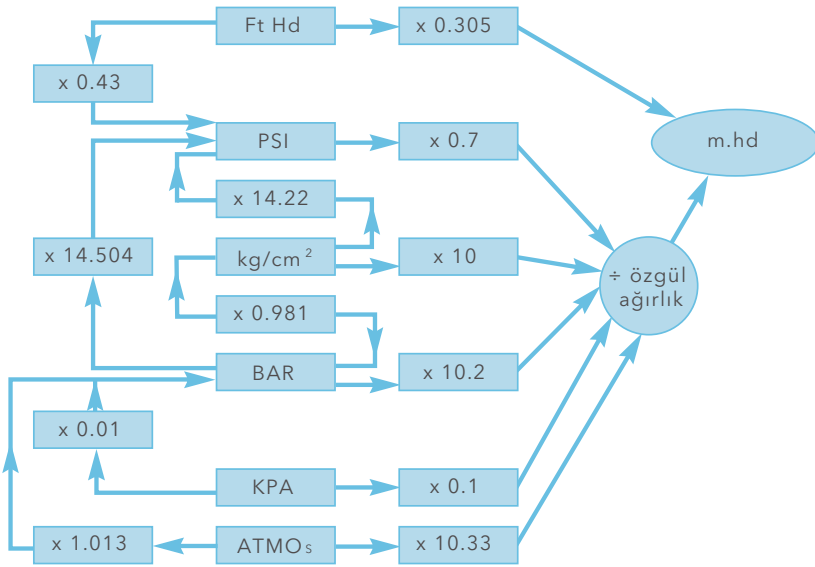 Ft Hd
x 0.305
x 0.43
PSI
x 0.7
m.hd
x 14.22
x 14.504
kg/cm²
x 10
÷ özgül
ağırlık
x 0.981
BAR
x 10.2
x 0.01
KPA
x 0.1
x 1.013
ATMOs
x 10.33